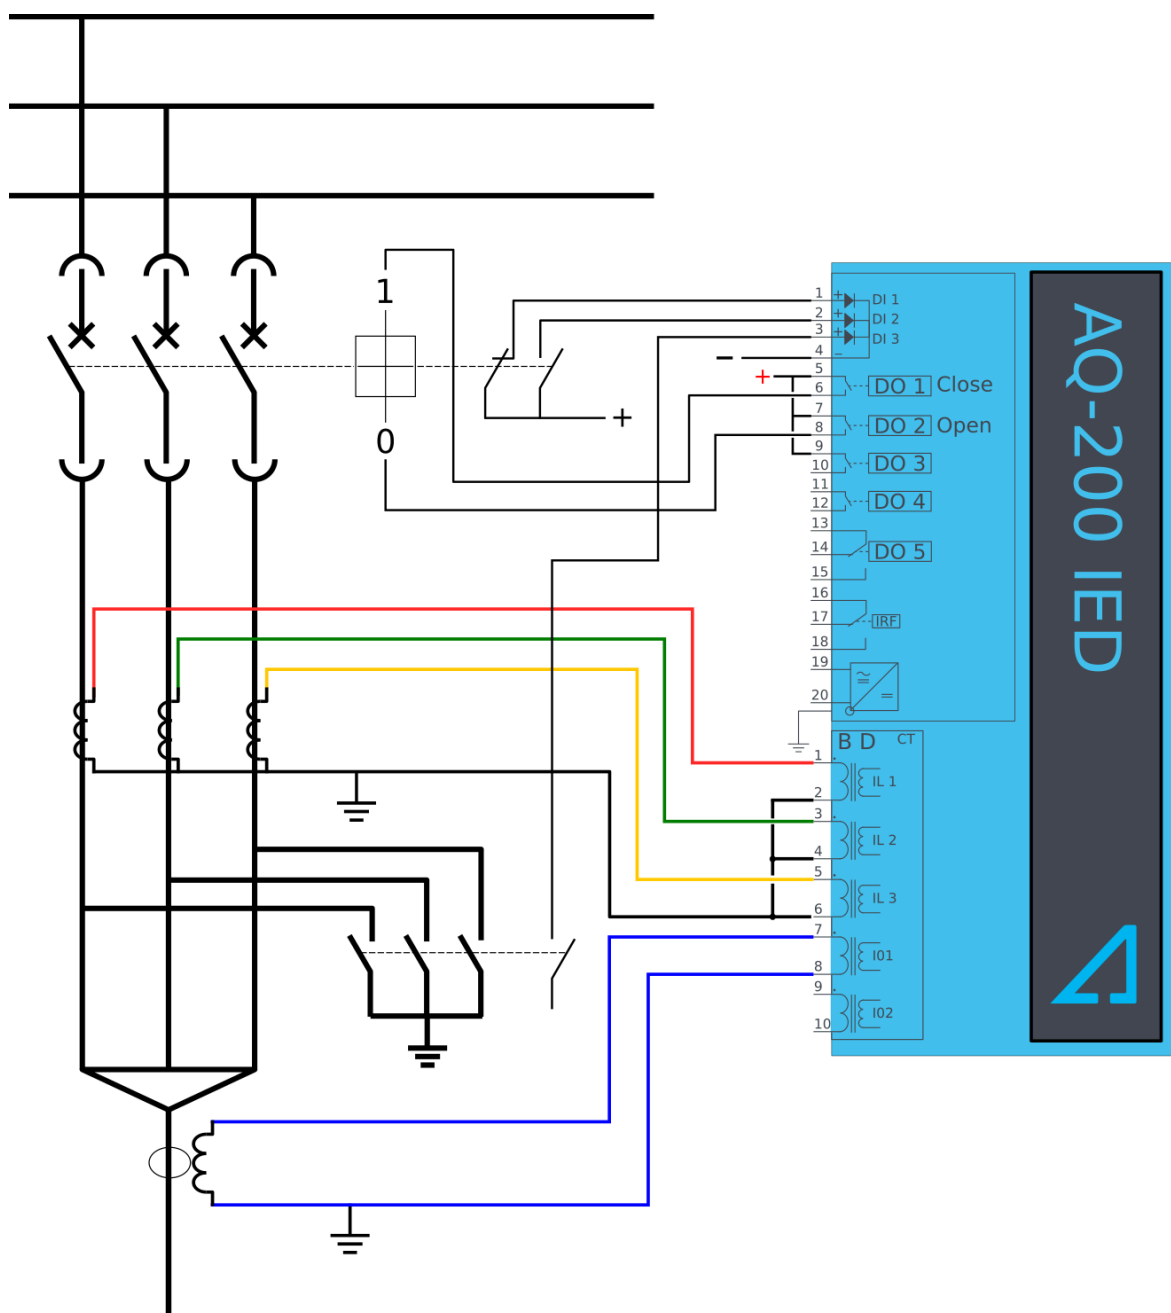 1
0
+
−
+
1 + DI 1
2 + DI 2
3 + DI 3
4 −
5
6 DO 1 Close
7
8 DO 2 Open
9
10 DO 3
11
12 DO 4
13
14 DO 5
15
16
17 IRF
18
19
20
B D CT
1
IL 1
2
3
IL 2
4
5
IL 3
6
7
I01
8
9
I02
10
AQ-200 IED